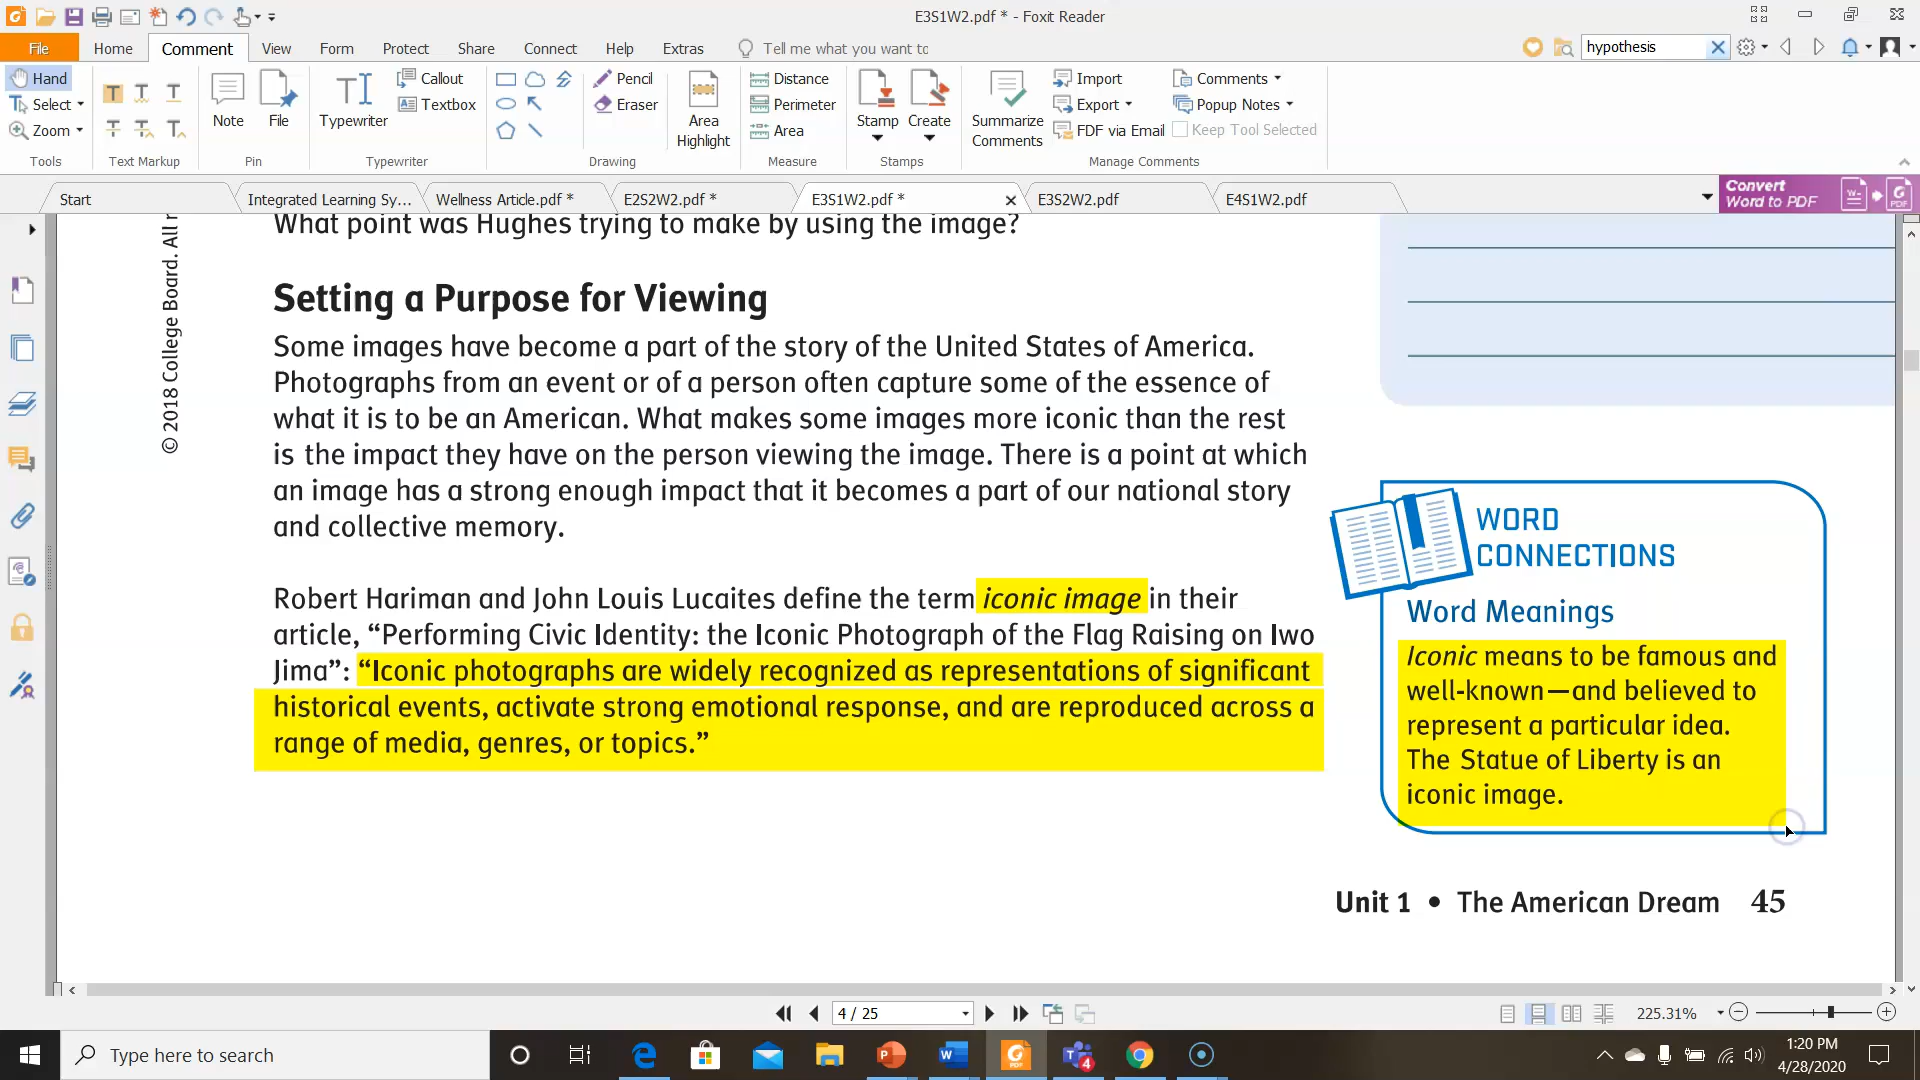 E3S1W2.pdf * - Foxit Reader
File
Home
Comment
View
Form
Protect
Share
Connect
Help
Extras
Tell me what you want to
hypothesis
Hand
Select
Zoom
Tools
Text Markup
Note
File
Pin
Typewriter
Callout
Textbox
Typewriter
Pencil
Eraser
Area
Highlight
Drawing
Distance
Perimeter
Area
Measure
Stamp
Create
Stamps
Summarize
Comments
Import
Export
FDF via Email
Comments
Popup Notes
Keep Tool Selected
Manage Comments
Start
Integrated Learning Sy...
Wellness Article.pdf *
E2S2W2.pdf *
E3S1W2.pdf *
E3S2W2.pdf
E4S1W2.pdf
Convert
Word to PDF
© 2018 College Board. All r
What point was Hughes trying to make by using the image?
Setting a Purpose for Viewing
Some images have become a part of the story of the United States of America.
Photographs from an event or of a person often capture some of the essence of
what it is to be an American. What makes some images more iconic than the rest
is the impact they have on the person viewing the image. There is a point at which
an image has a strong enough impact that it becomes a part of our national story
and collective memory.
Robert Hariman and John Louis Lucaites define the term iconic image in their
article, “Performing Civic Identity: the Iconic Photograph of the Flag Raising on Iwo
Jima”: “Iconic photographs are widely recognized as representations of significant
historical events, activate strong emotional response, and are reproduced across a
range of media, genres, or topics.”
WORD
CONNECTIONS
Word Meanings
Iconic means to be famous and
well-known—and believed to
represent a particular idea.
The Statue of Liberty is an
iconic image.
Unit 1 • The American Dream 45
4 / 25
225.31%
Type here to search
4
1:20 PM
4/28/2020